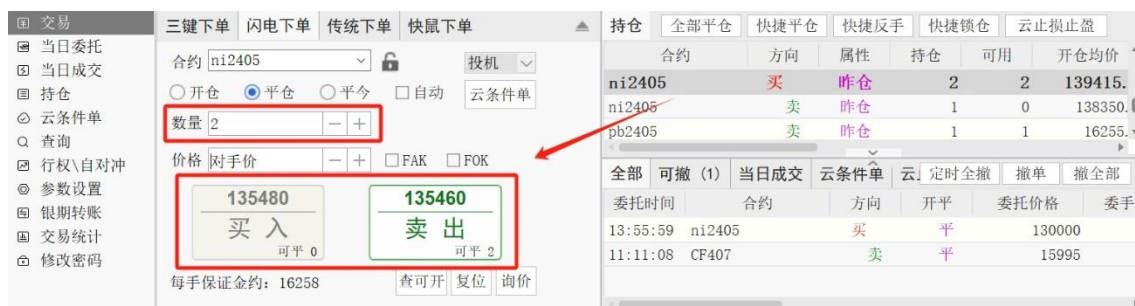 交易
当日委托
当日成交
持仓
云条件单
查询
行权\自对冲
参数设置
银期转账
交易统计
修改密码
三键下单 闪电下单 传统下单 快鼠下单
合约 ni2405 投机
开仓 平仓 平今 自动 云条件单
数量 2
价格 对手价 FAK FOK
135480 135460
买入 卖出
可平 0 可平 2
每手保证金约: 16258 查可开 复位 询价
持仓 全部平仓 快捷平仓 快捷反手 快捷锁仓 云止损止盈
合约 方向 属性 持仓 可用 开仓均价
ni2405 买 昨仓 2 2 139415.
ni2405 卖 昨仓 1 0 138350.
pb2405 卖 昨仓 1 1 16255.
全部 可撤 (1) 当日成交 云条件单 云 定时全撤 撤单 撤全部
委托时间 合约 方向 开平 委托价格 委手
13:55:59 ni2405 买 平 130000
11:11:08 CF407 卖 平 15995